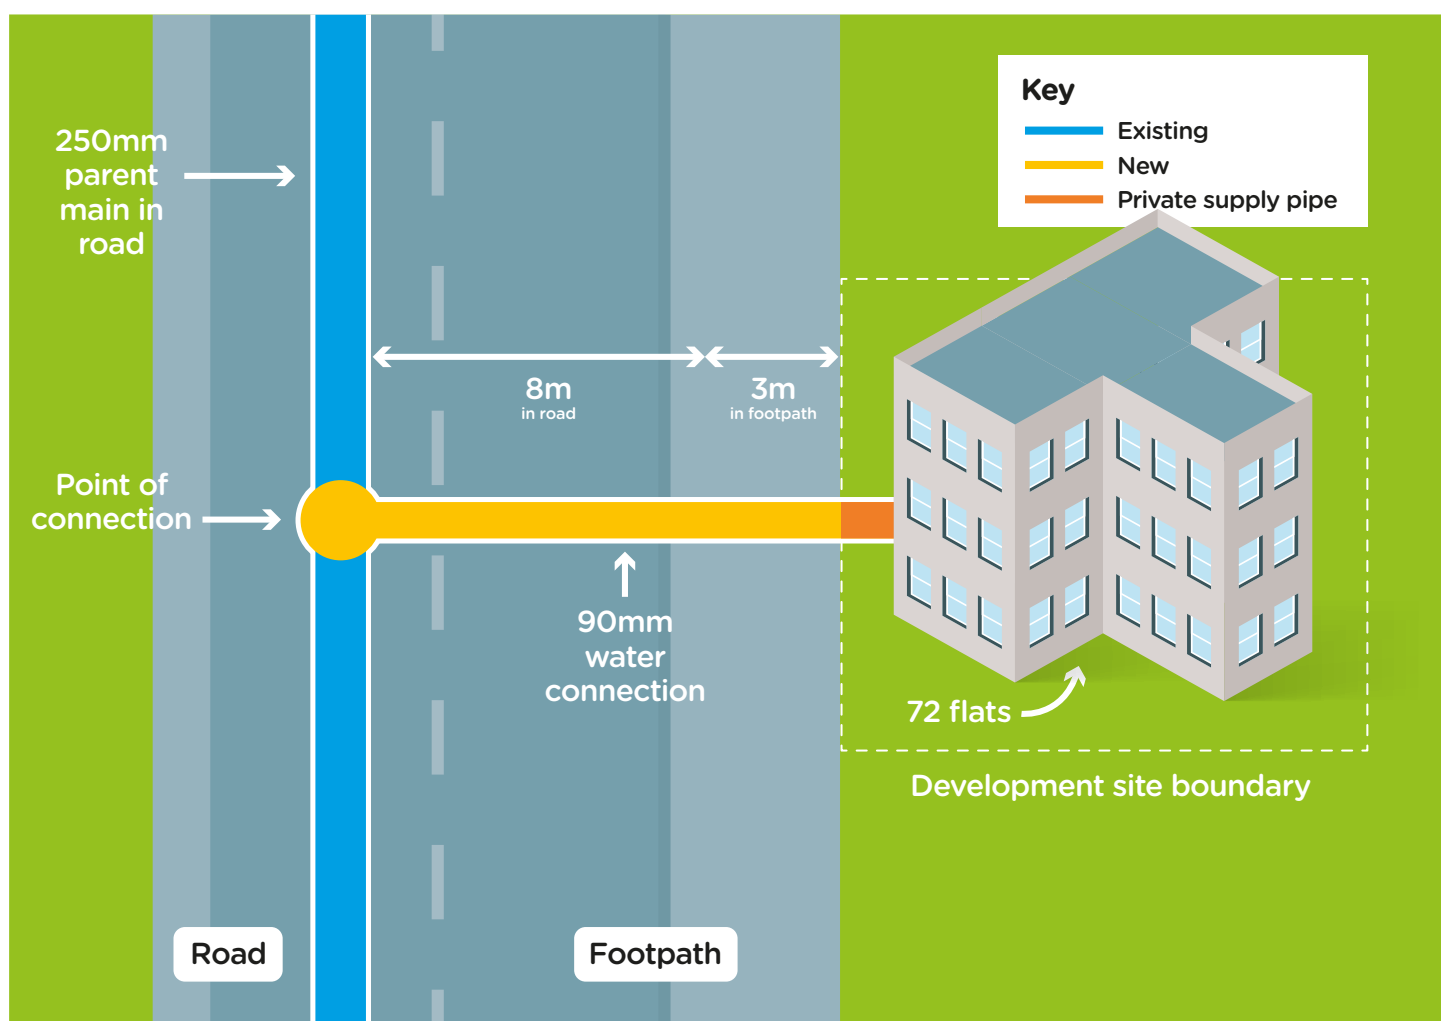 Key
Existing
New
Private supply pipe
250mm
parent
main in
road
8m
in road
3m
in footpath
Point of
connection
90mm
water
connection
72 flats
Development site boundary
Road
Footpath